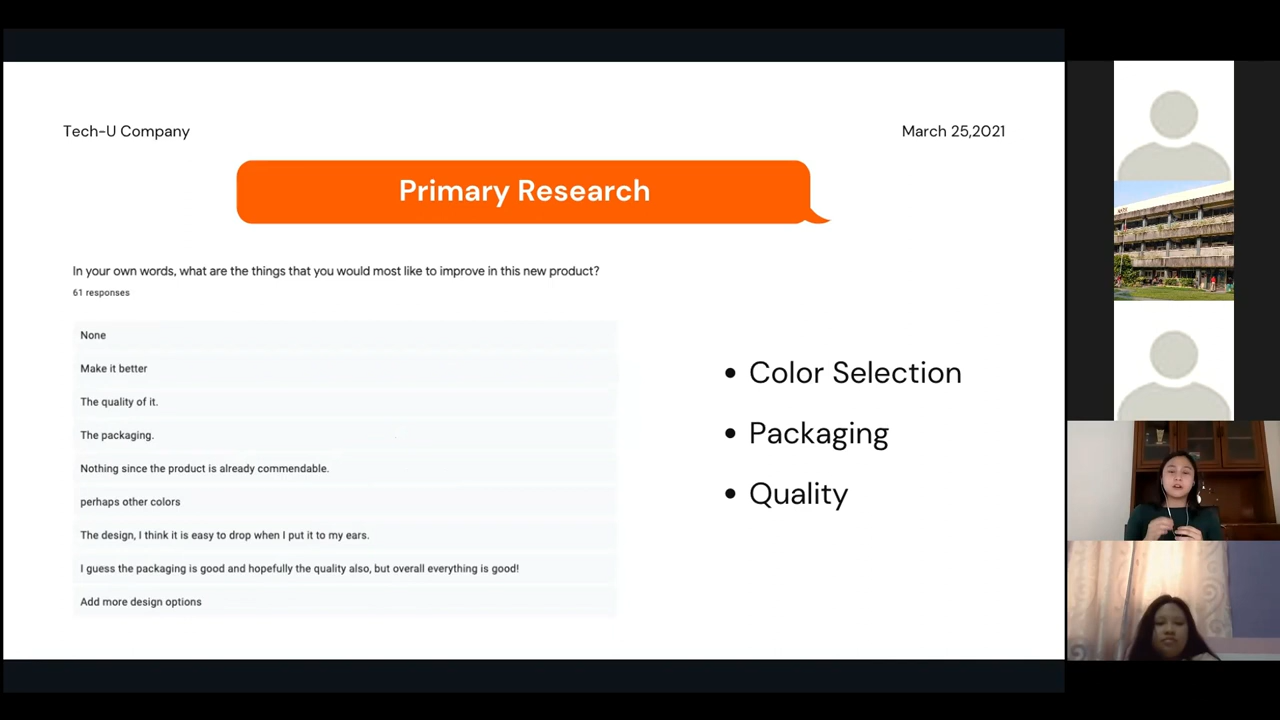 Tech-U Company
March 25,2021
Primary Research
In your own words, what are the things that you would most like to improve in this new product?
61 responses
None
Make it better
The quality of it.
The packaging.
Nothing since the product is already commendable.
perhaps other colors
The design, I think it is easy to drop when I put it to my ears.
I guess the packaging is good and hopefully the quality also, but overall everything is good!
Add more design options
• Color Selection
• Packaging
• Quality